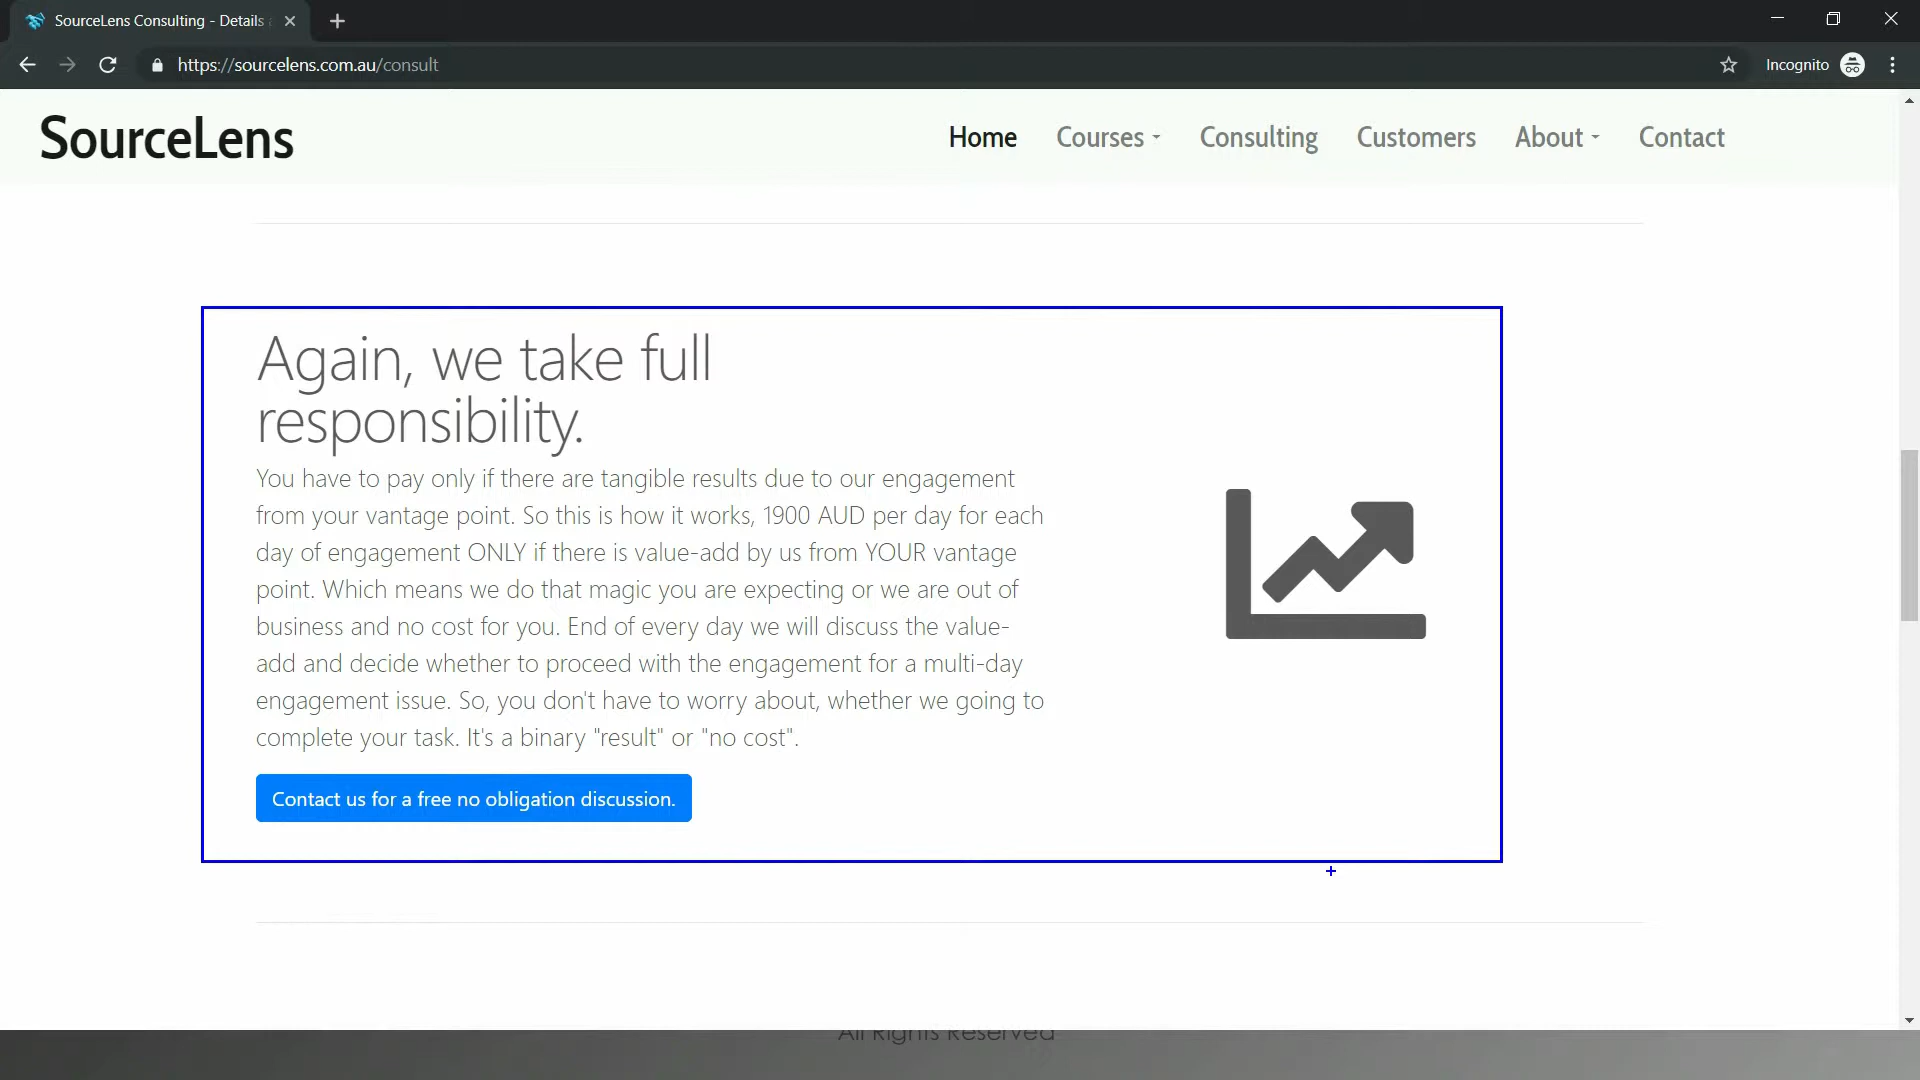 SourceLens Consulting - Details
https://sourcelens.com.au/consult
Incognito
SourceLens
Home Courses Consulting Customers About Contact
Again, we take full
responsibility.
You have to pay only if there are tangible results due to our engagement
from your vantage point. So this is how it works, 1900 AUD per day for each
day of engagement ONLY if there is value-add by us from YOUR vantage
point. Which means we do that magic you are expecting or we are out of
business and no cost for you. End of every day we will discuss the value-
add and decide whether to proceed with the engagement for a multi-day
engagement issue. So, you don't have to worry about, whether we going to
complete your task. It's a binary "result" or "no cost".
Contact us for a free no obligation discussion.
All Rights Reserved